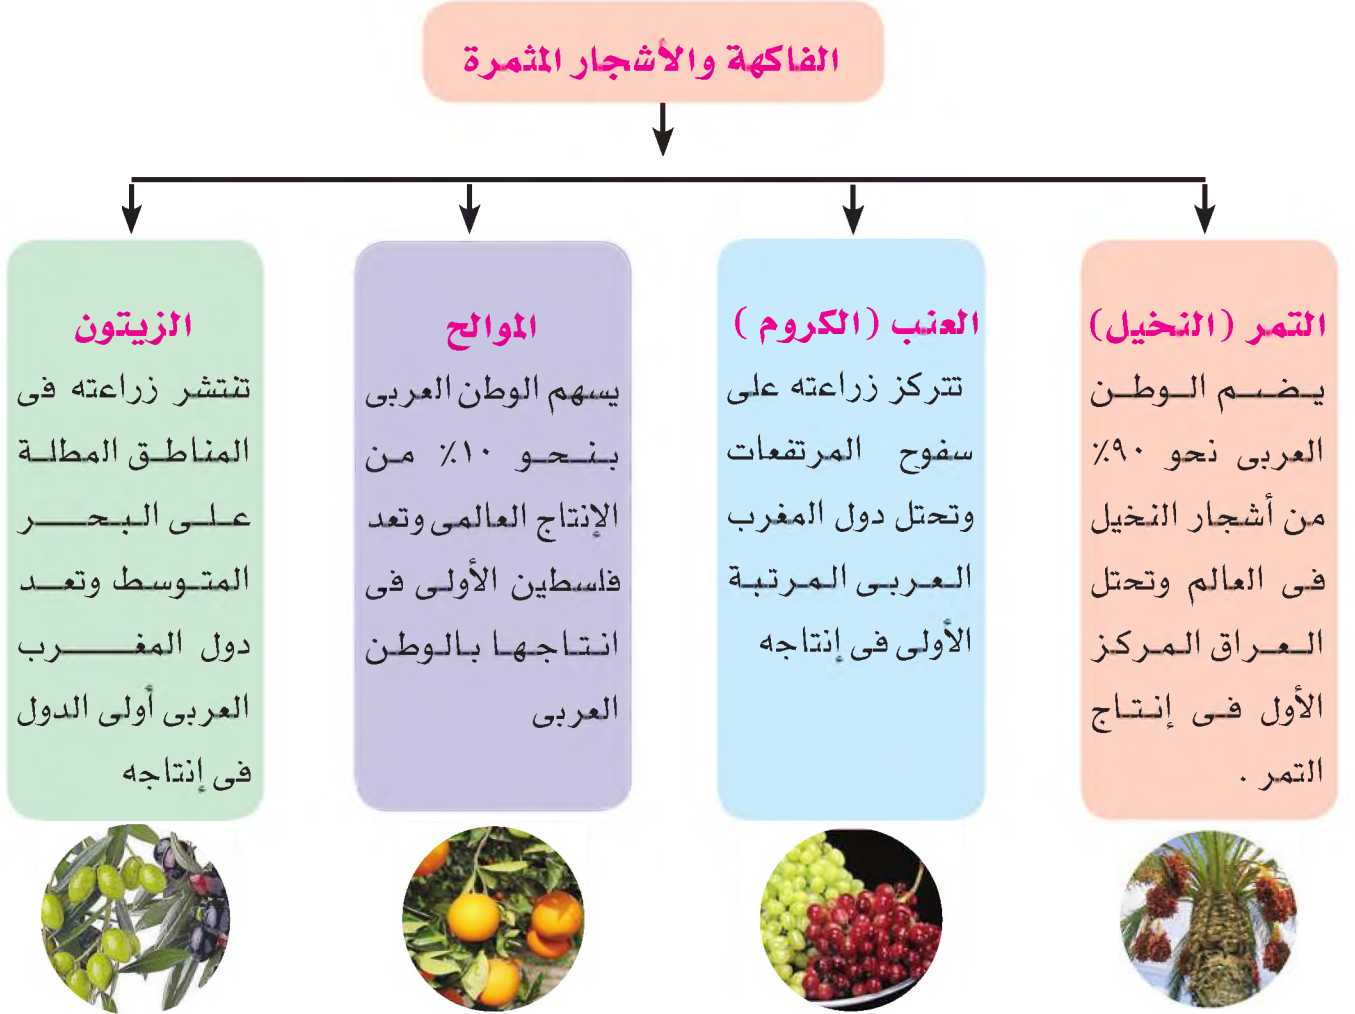 الفاكهة والأشجار المثمرة
التمر (النخيل)
يضم الوطن
العربى نحو ٩٠٪
من أشجار النخيل
فى العالم وتحتل
العراق المركز
الأول فى إنتاج
التمر .
العنب (الكروم )
تتركز زراعته على
سفوح المرتفعات
وتحتل دول المغرب
العربى المرتبة
الأولى فى إنتاجه
الموالح
يسهم الوطن العربى
بنحو ١٠٪ من
الإنتاج العالمى وتعد
فلسطين الأولى فى
انتاجها بالوطن
العربى
الزيتون
تنتشر زراعته فى
المناطق المطلة
على البحر
المتوسط وتعد
دول المغرب
العربى أولى الدول
فى إنتاجه